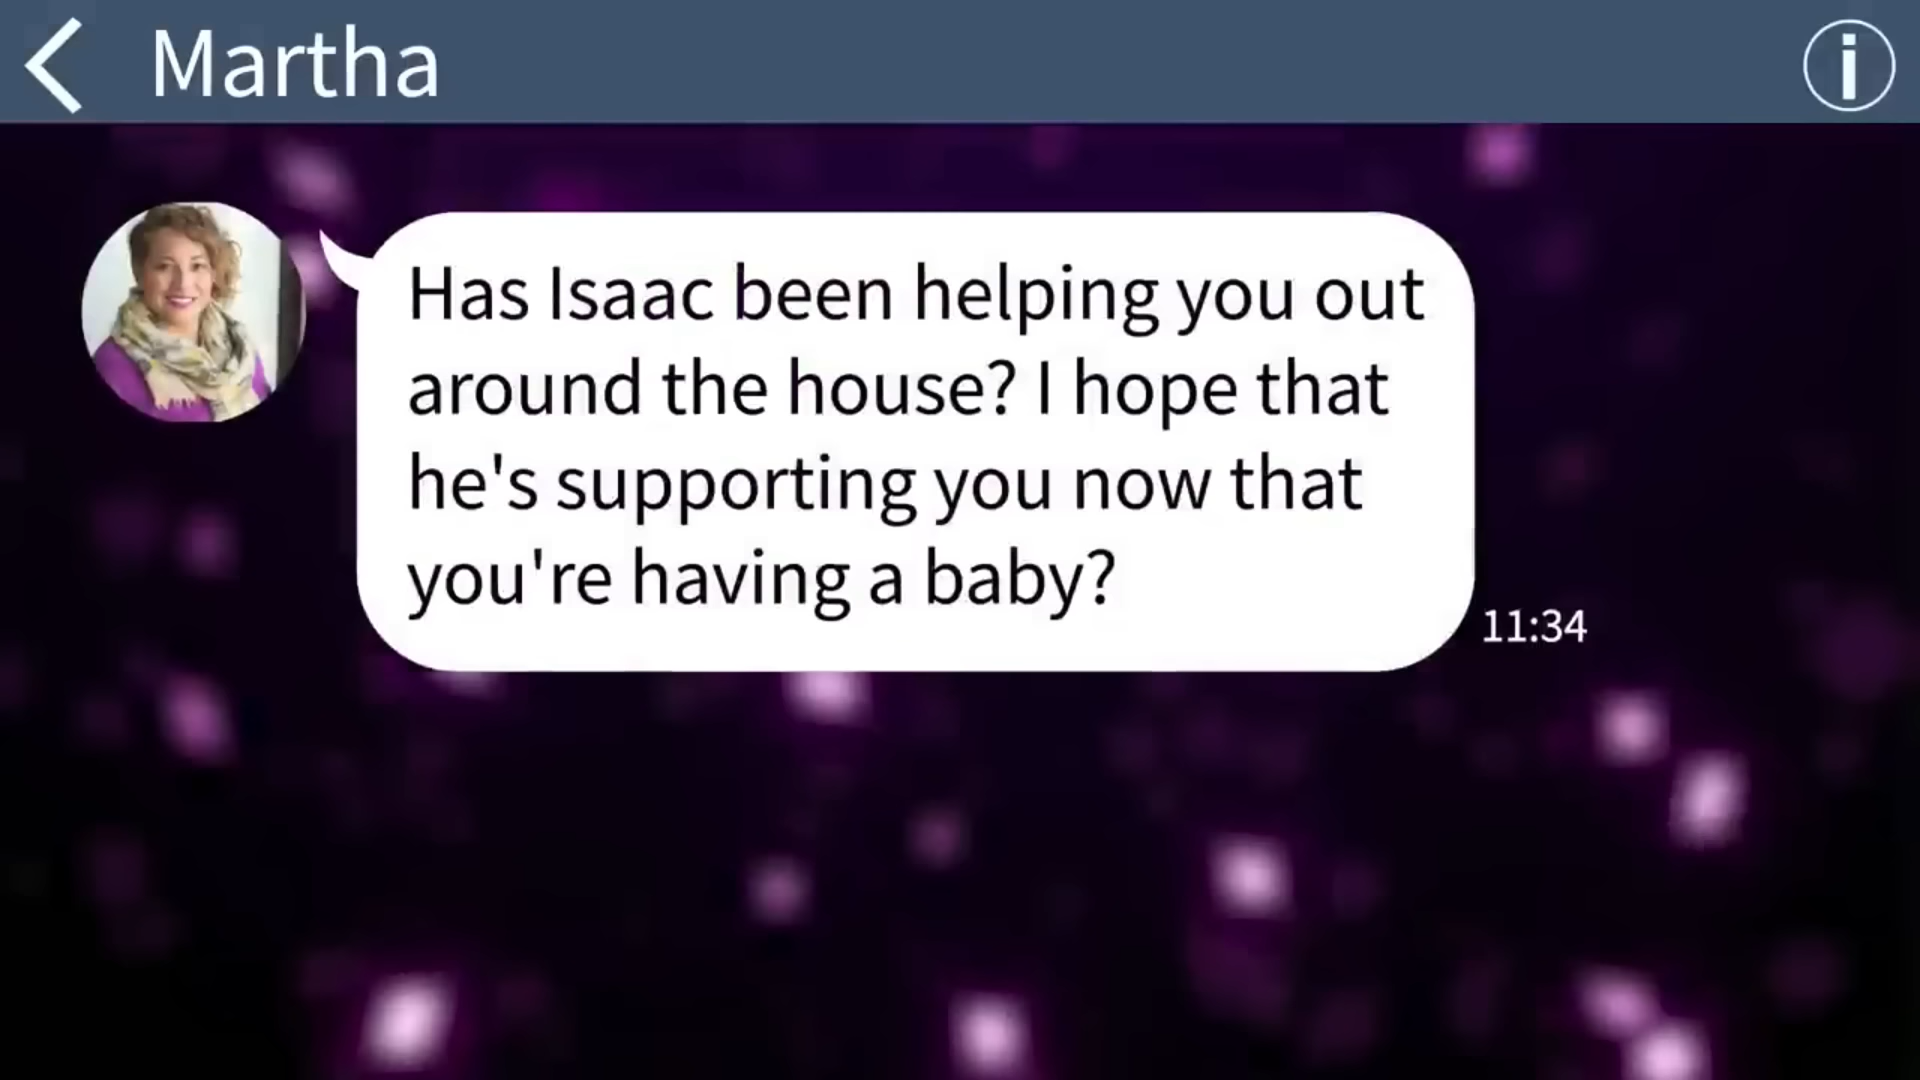 Martha
Has Isaac been helping you out
around the house? I hope that
he's supporting you now that
you're having a baby?
11:34